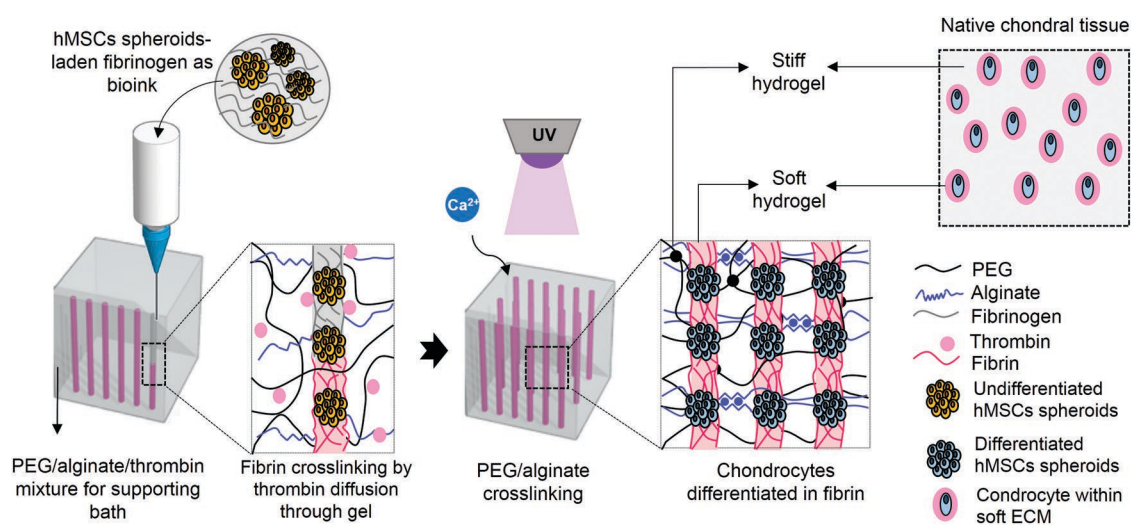 hMSCs spheroids-
laden fibrinogen as
bioink
PEG/alginate/thrombin
mixture for supporting
bath
Fibrin crosslinking by
thrombin diffusion
through gel
UV
Ca²⁺
PEG/alginate
crosslinking
Stiff
hydrogel
Soft
hydrogel
Chondrocytes
differentiated in fibrin
Native chondral tissue
PEG
Alginate
Fibrinogen
Thrombin
Fibrin
Undifferentiated
hMSCs spheroids
Differentiated
hMSCs spheroids
Condrocyte within
soft ECM